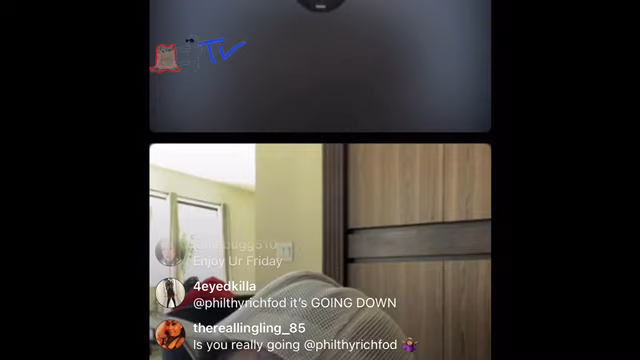 TV
Enjoy Ur Friday
4eyedkilla
@philthyrichfod it's GOING DOWN
thereallingling_85
Is you really going @philthyrichfod 🤷🏾‍♀️